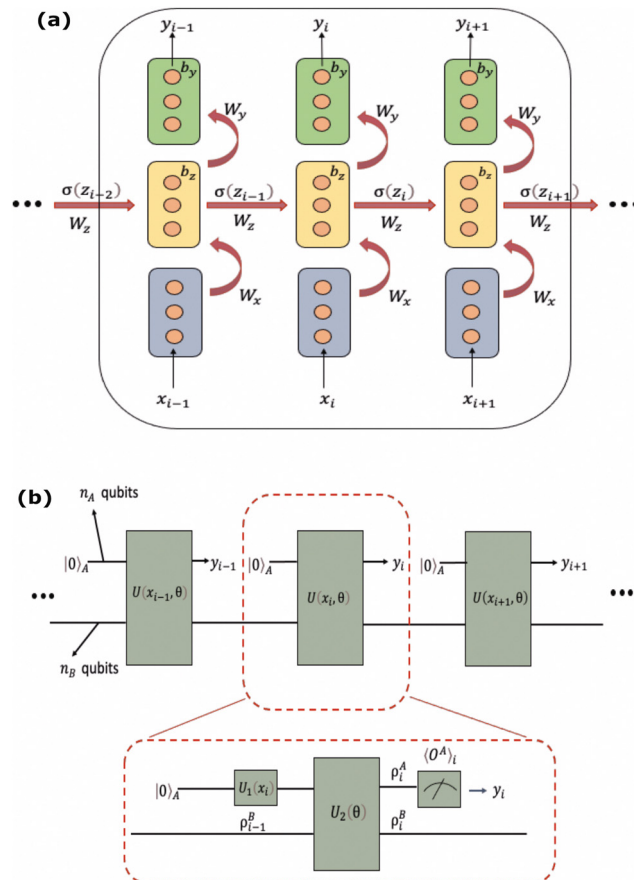 (a)
y_{i-1} y_i y_{i+1}
b_y b_y b_y
W_y W_y W_y
b_z b_z b_z
... σ(z_{i-2}) σ(z_{i-1}) σ(z_i) σ(z_{i+1}) ...
W_z W_z W_z W_z
W_x W_x W_x
x_{i-1} x_i x_{i+1}
(b)
n_A qubits
|0⟩_A y_{i-1} |0⟩_A y_i |0⟩_A y_{i+1}
... U(x_{i-1}, θ) U(x_i, θ) U(x_{i+1}, θ) ...
n_B qubits
⟨O^A⟩_i
ρ_i^A
|0⟩_A U_1(x_i) y_i
U_2(θ)
ρ_{i-1}^B ρ_i^B